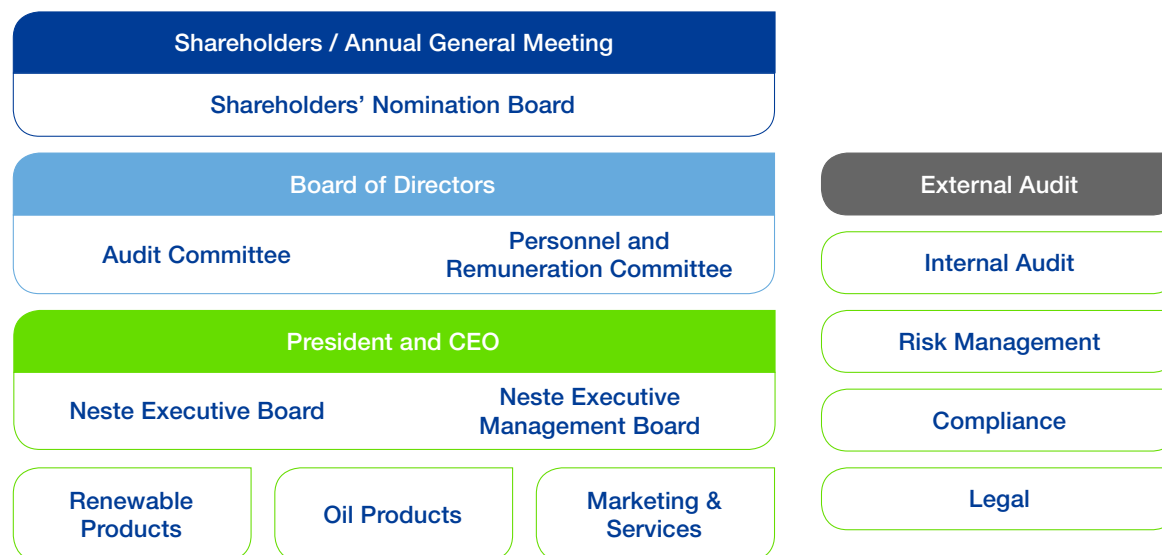 Shareholders / Annual General Meeting
Shareholders’ Nomination Board
Board of Directors
Audit Committee
Personnel and
Remuneration Committee
President and CEO
Neste Executive Board
Neste Executive
Management Board
Renewable
Products
Oil Products
Marketing &
Services
External Audit
Internal Audit
Risk Management
Compliance
Legal